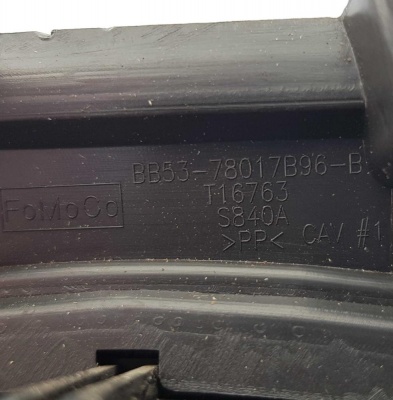 BB53-78017B96-B
T16763
FoMoCo
S840A
>PP< CAV #1